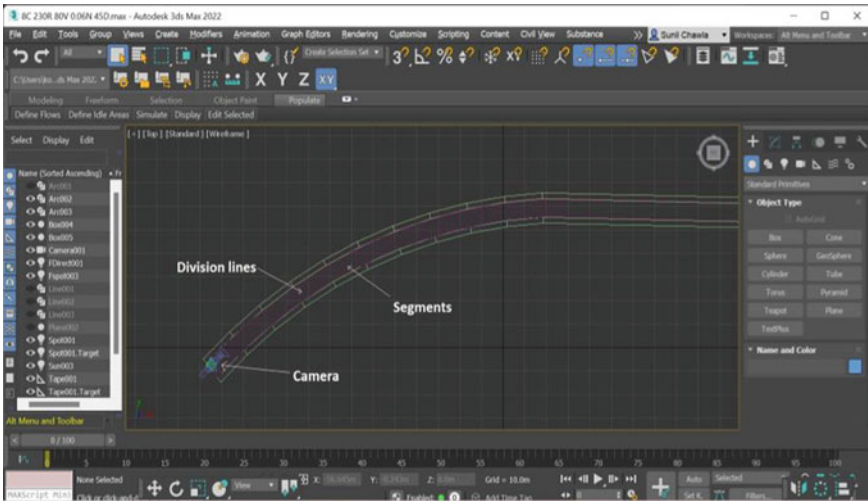 8C 230R 80V 0.06N 45D.max - Autodesk 3ds Max 2022
File Edit Tools Group Views Create Modifiers Animation Graph Editors Rendering Customize Scripting Content Civil View Substance Sunil Chawla Workspaces: Alt Menu and Toolbar
All Create Selection Set
X Y Z XY
Modeling Freeform Selection Object Paint Populate
Define Flows Define Idle Areas Simulate Display Edit Selected
Select Display Edit
[+] [Top] [Standard] [Wireframe]
Name (Sorted Ascending)
Arc001
Arc002
Arc003
Box004
Box005
Camera001
FDirect001
Fspot003
Line001
Line002
Line003
Plane002
Spot001
Spot001.Target
Sun003
Tape001
Tape001.Target
Division lines
Segments
Camera
Standard Primitives
Object Type
AutoGrid
Box Cone
Sphere GeoSphere
Cylinder Tube
Torus Pyramid
Teapot Plane
TextPlus
Name and Color
Alt Menu and Toolbar
0 / 100
0 5 10 15 20 25 30 35 40 45 50 55 60 65 70 75 80 85 90 95 100
None Selected
View
X: Y: Z: Grid = 10.0m
Auto Selected
MAXScript Mini
Enabled: Add Time Tag
Set K. Filters...